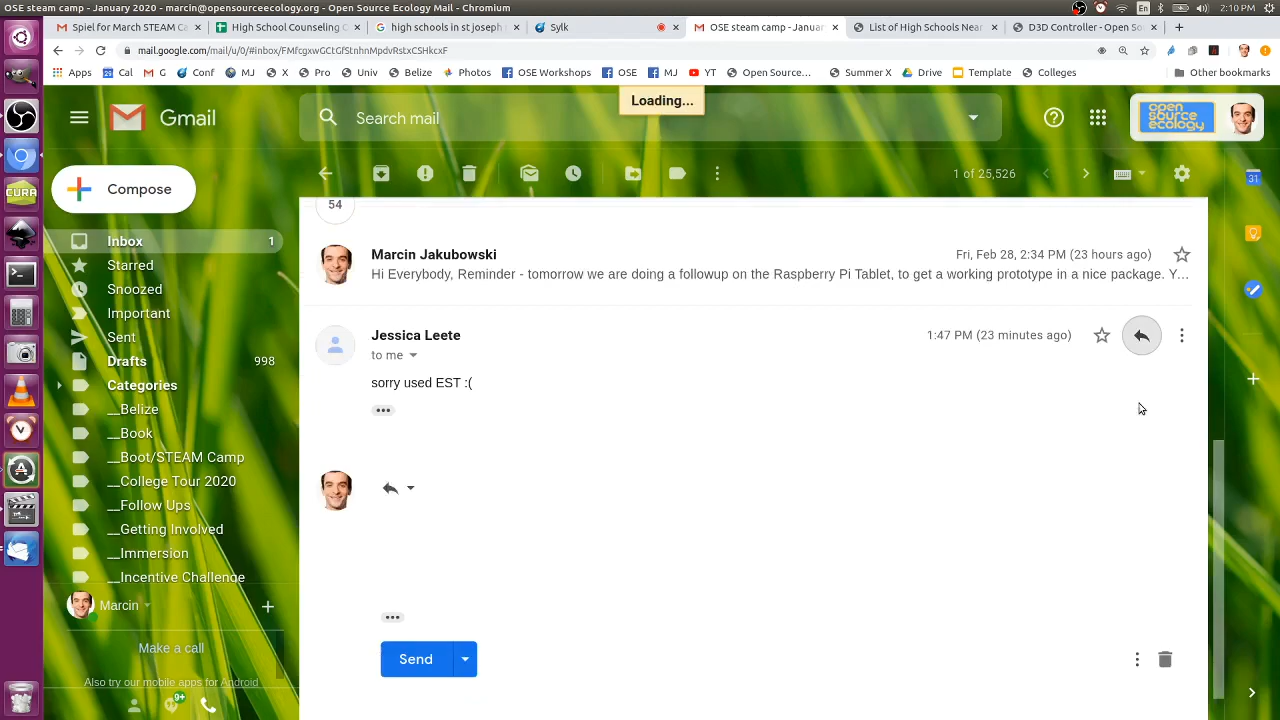 OSE steam camp - January 2020 - marcin@opensourceecology.org - Open Source Ecology Mail - Chromium
En
2:10 PM
Spiel for March STEAM Ca
High School Counseling C
high schools in st joseph
Sylk
OSE steam camp - Januar
List of High Schools Near
D3D Controller - Open So
mail.google.com/mail/u/0/#inbox/FMfcgxwGCtGfStnhnMpdvRstxCSHkcxF
Apps
Cal
G
Conf
MJ
X
Pro
Univ
Belize
Photos
OSE Workshops
OSE
MJ
YT
Open Source...
Summer X
Drive
Template
Colleges
Other bookmarks
Loading...
Gmail
Search mail
open source ecology
Compose
1 of 25,526
31
Inbox
1
Starred
Snoozed
Important
Sent
Drafts
998
Categories
__Belize
__Book
__Boot/STEAM Camp
__College Tour 2020
__Follow Ups
__Getting Involved
__Immersion
__Incentive Challenge
Marcin
Make a call
Also try our mobile apps for Android
9+
54
Marcin Jakubowski
Fri, Feb 28, 2:34 PM (23 hours ago)
Hi Everybody, Reminder - tomorrow we are doing a followup on the Raspberry Pi Tablet, to get a working prototype in a nice package. Y...
Jessica Leete
1:47 PM (23 minutes ago)
to me
sorry used EST :(
Send
CURA